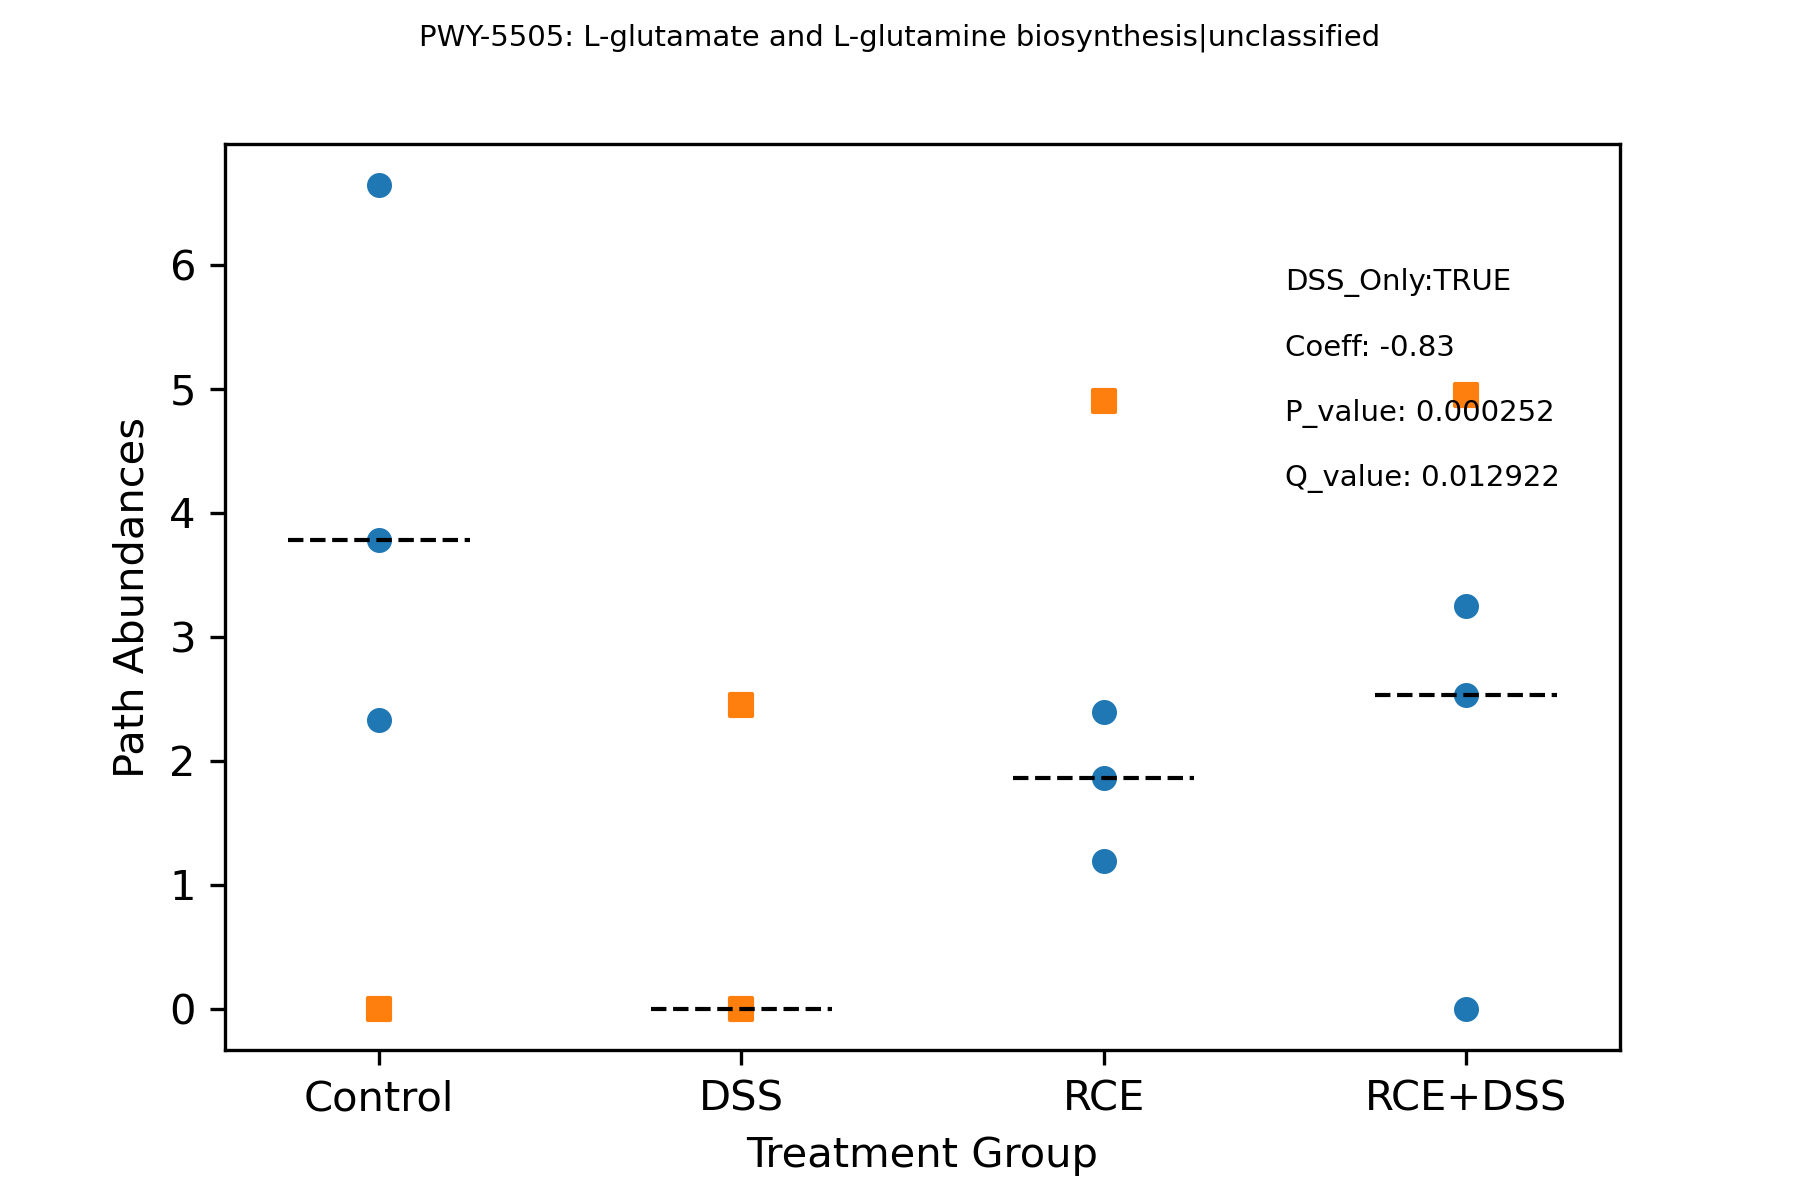 PWY-5505: L-glutamate and L-glutamine biosynthesis|unclassified
6
5
4
3
2
1
0
Path Abundances
DSS_Only:TRUE
Coeff: -0.83
P_value: 0.000252
Q_value: 0.012922
Control DSS RCE RCE+DSS
Treatment Group